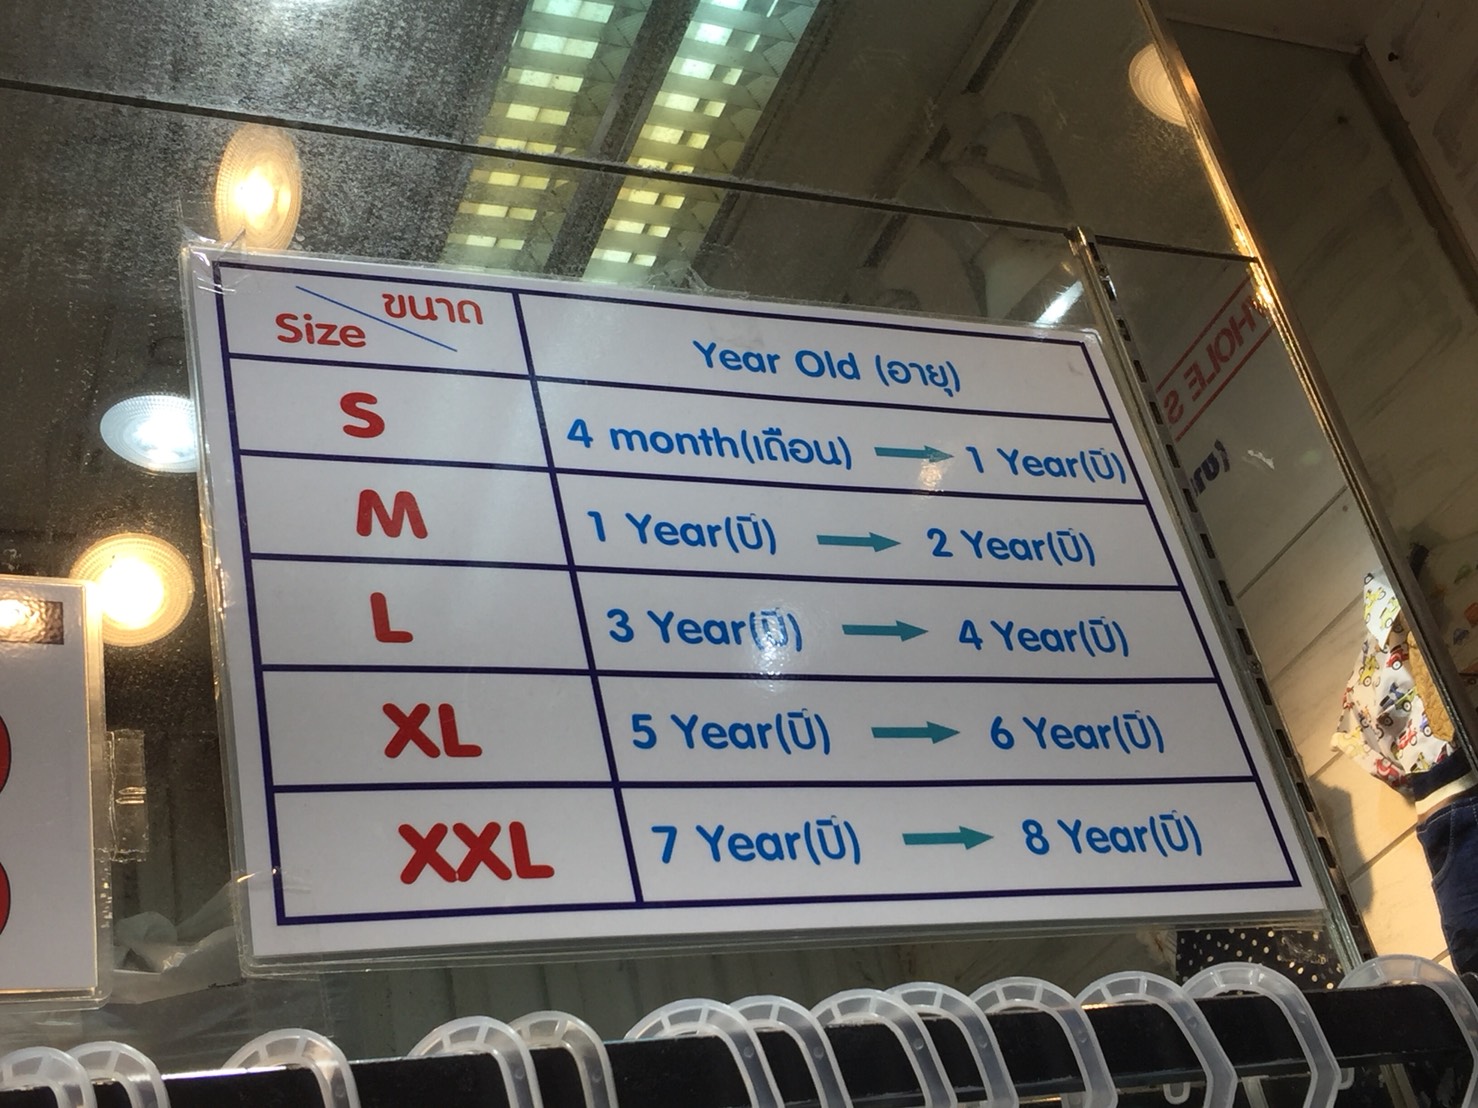 Size ขนาด
Year Old (อายุ)
S
4 month(เดือน) → 1 Year(ปี)
M
1 Year(ปี) → 2 Year(ปี)
L
3 Year(ปี) → 4 Year(ปี)
XL
5 Year(ปี) → 6 Year(ปี)
XXL
7 Year(ปี) → 8 Year(ปี)
HOLE S